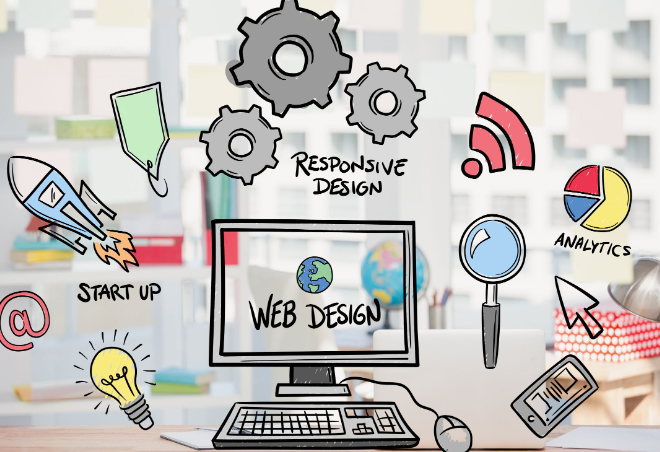 RESPONSIVE
DESIGN
ANALYTICS
START UP
@
WEB DESIGN